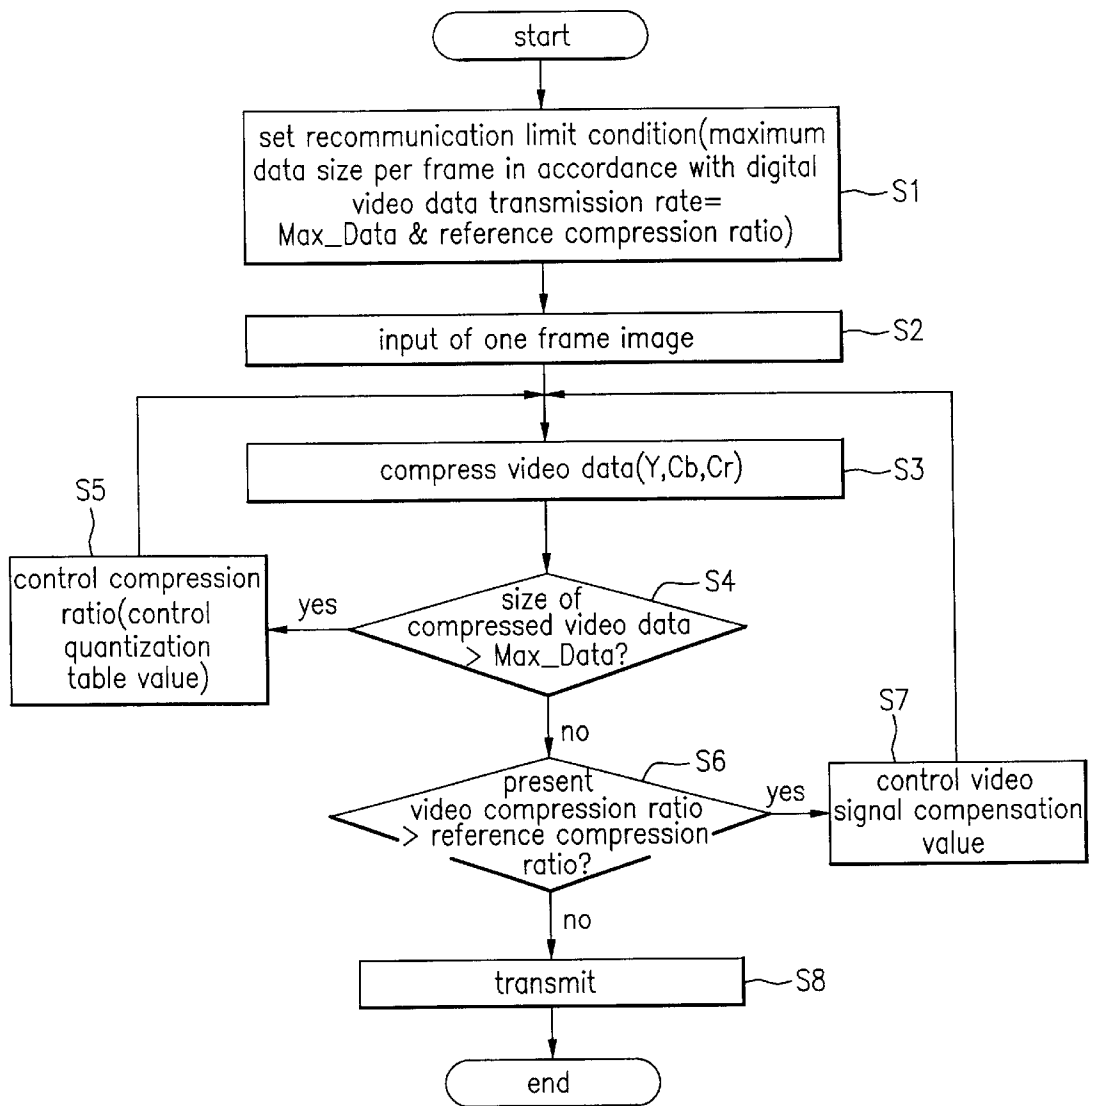 start
set recommunication limit condition(maximum
data size per frame in accordance with digital
video data transmission rate=
Max_Data & reference compression ratio)
S1
input of one frame image
S2
compress video data(Y,Cb,Cr)
S3
S5
control compression
ratio(control
quantization
table value)
yes
size of
compressed video data
> Max_Data?
S4
no
present
video compression ratio
> reference compression
ratio?
S6
yes
S7
control video
signal compensation
value
no
transmit
S8
end